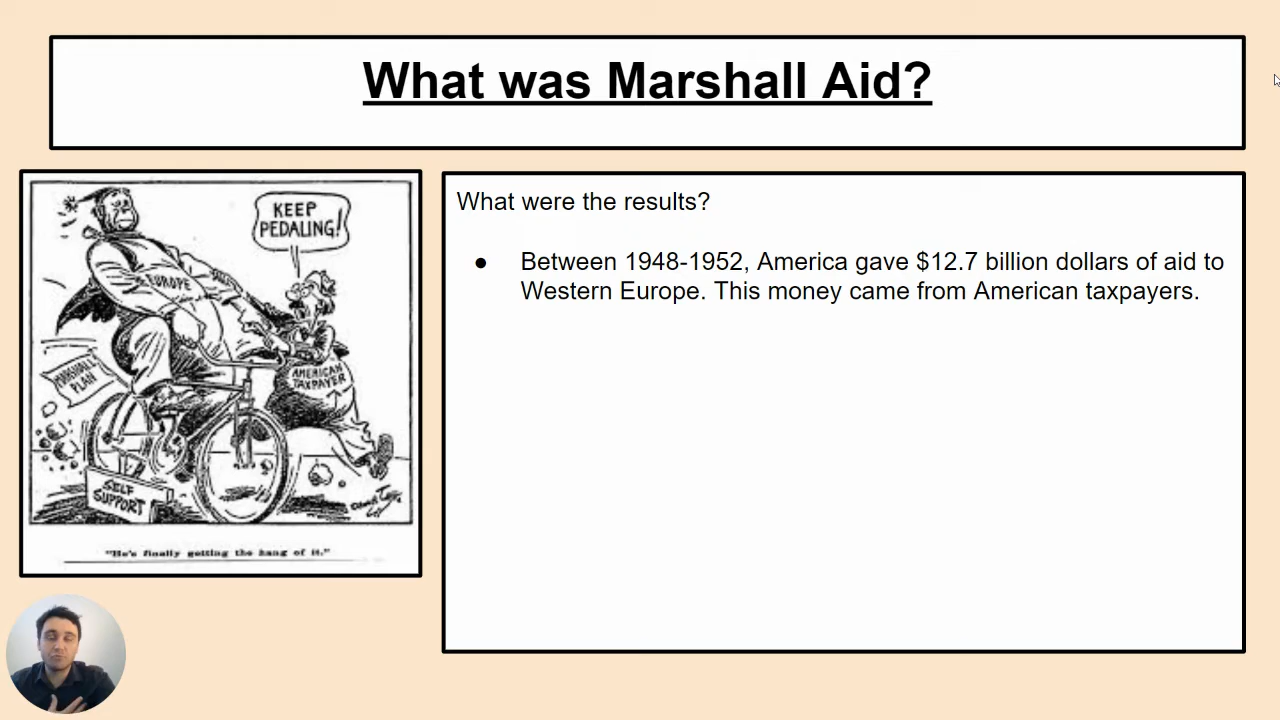 What was Marshall Aid?
KEEP
PEDALING!
EUROPE
AMERICAN
TAXPAYER
MARSHALL
PLAN
SELF
SUPPORT
"He's finally getting the hang of it."
What were the results?
● Between 1948-1952, America gave $12.7 billion dollars of aid to
Western Europe. This money came from American taxpayers.